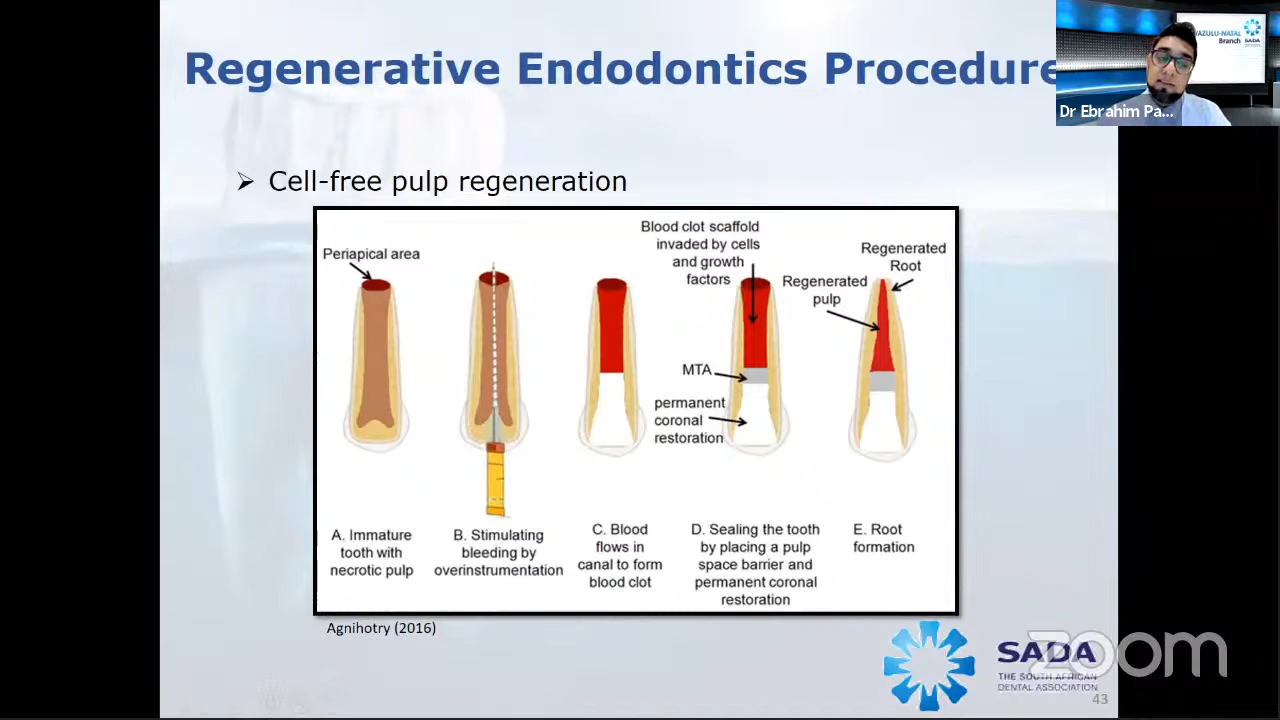 Regenerative Endodontics Procedure
KWAZULU-NATAL
Branch
SADA
Dr Ebrahim Pa...
➢ Cell-free pulp regeneration
Periapical area
Blood clot scaffold
invaded by cells
and growth
factors
Regenerated
pulp
Regenerated
Root
MTA
permanent
coronal
restoration
A. Immature
tooth with
necrotic pulp
B. Stimulating
bleeding by
overinstrumentation
C. Blood
flows in
canal to form
blood clot
D. Sealing the tooth
by placing a pulp
space barrier and
permanent coronal
restoration
E. Root
formation
Agnihotry (2016)
SADA
THE SOUTH AFRICAN
DENTAL ASSOCIATION
zoom
43